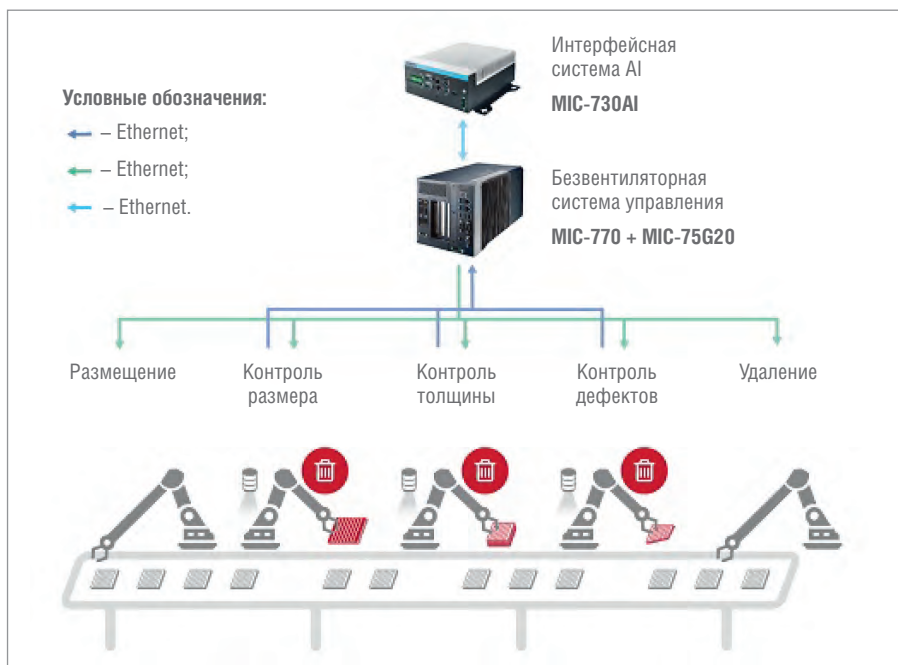 Интерфейсная
система AI
MIC-730AI
Условные обозначения:
– Ethernet;
– Ethernet;
– Ethernet.
Безвентиляторная
система управления
MIC-770 + MIC-75G20
Размещение
Контроль
размера
Контроль
толщины
Контроль
дефектов
Удаление